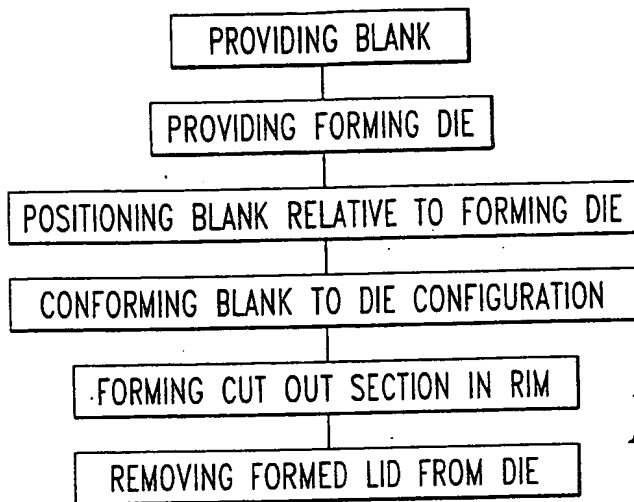 PROVIDING BLANK
PROVIDING FORMING DIE
POSITIONING BLANK RELATIVE TO FORMING DIE
CONFORMING BLANK TO DIE CONFIGURATION
FORMING CUT OUT SECTION IN RIM
REMOVING FORMED LID FROM DIE